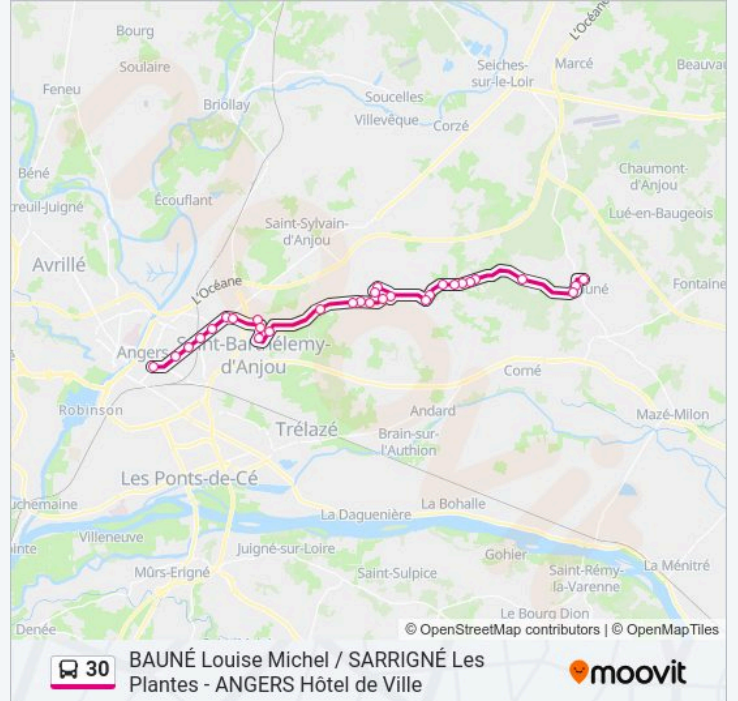 Bourg
L'Océane
Seiches-
sur-le-Loir
Marcé
Beauvau
Soulaire
Feneu
Briollay
Soucelles
Villevêque
Corzé
Chaumont-
d'Anjou
Béné
Écouflant
Lué-en-Baugeois
Saint-Sylvain-
d'Anjou
Avrillé
L'Océane
Fontaine
Angers
Saint-Barthélemy-
d'Anjou
Corné
Robinson
Andard
Mazé-Milon
Trélazé
Brain-sur-
l'Authion
Les Ponts-de-Cé
La Bohalle
La Daguenière
Villeneuve
Juigné-sur-Loire
Gohier
La Ménitré
Mûrs-Erigné
Saint-Sulpice
Saint-Rémy-
la-Varenne
Le Bourg Dion
Denée
© OpenStreetMap contributors | © OpenMapTiles
30
BAUNÉ Louise Michel / SARRIGNÉ Les
Plantes - ANGERS Hôtel de Ville
moovit